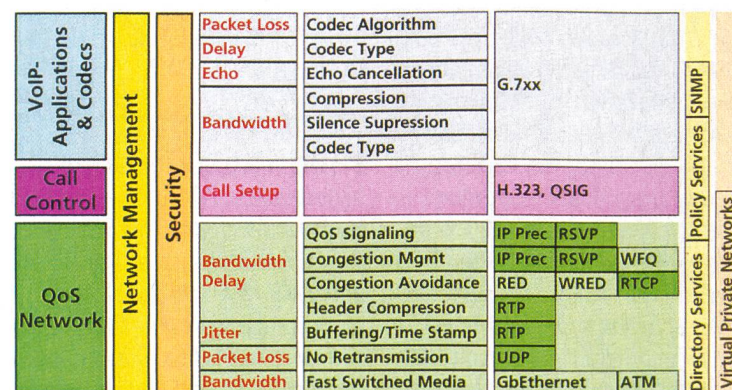 VoIP-
Applications
& Codecs
Call
Control
QoS
Network
Network Management
Security
Packet Loss Codec Algorithm
Delay Codec Type
Echo Echo Cancellation
G.7xx
Compression
Bandwidth Silence Supression
Codec Type
Call Setup H.323, QSIG
QoS Signaling IP Prec RSVP
Bandwidth Congestion Mgmt IP Prec RSVP WFQ
Delay Congestion Avoidance RED WRED RTCP
Header Compression RTP
Jitter Buffering/Time Stamp RTP
Packet Loss No Retransmission UDP
Bandwidth Fast Switched Media GbEthernet ATM
SNMP
Policy Services
Directory Services
Virtual Private Networks